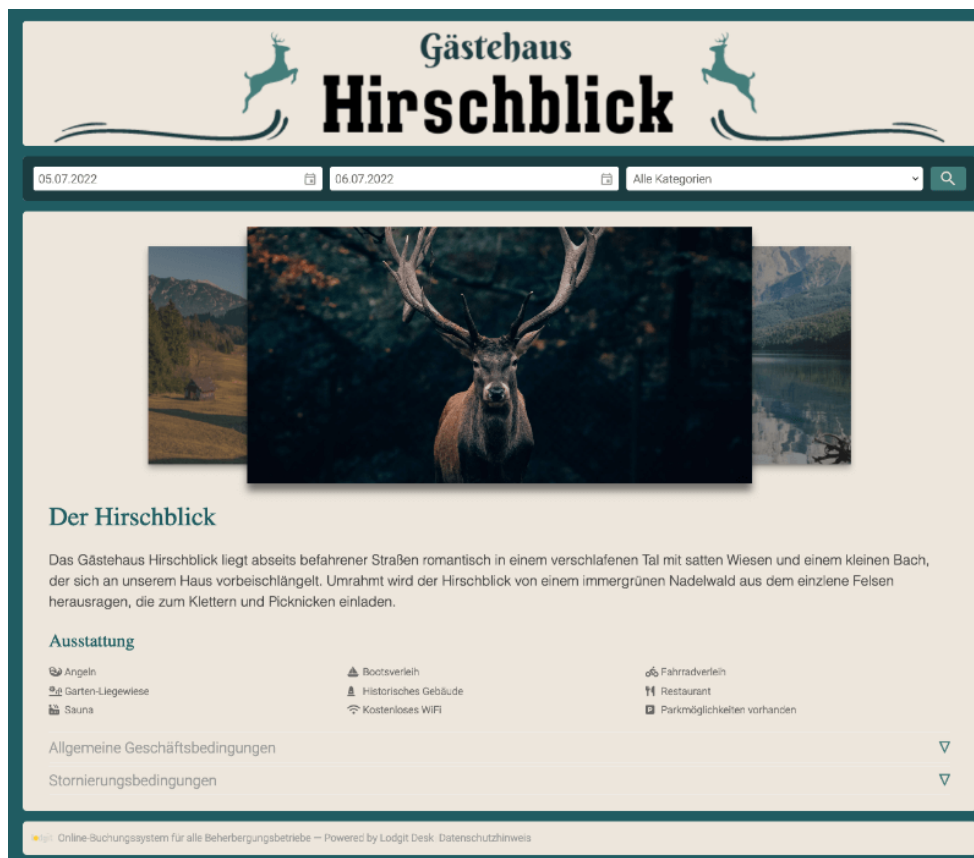 Gästehaus
Hirschblick
05.07.2022 06.07.2022 Alle Kategorien
Der Hirschblick
Das Gästehaus Hirschblick liegt abseits befahrener Straßen romantisch in einem verschlafenen Tal mit satten Wiesen und einem kleinen Bach,
der sich an unserem Haus vorbeischlängelt. Umrahmt wird der Hirschblick von einem immergrünen Nadelwald aus dem einzlene Felsen
herausragen, die zum Klettern und Picknicken einladen.
Ausstattung
Angeln Bootsverleih Fahrradverleih
Garten-Liegewiese Historisches Gebäude Restaurant
Sauna Kostenloses WiFi Parkmöglichkeiten vorhanden
Allgemeine Geschäftsbedingungen
Stornierungsbedingungen
Online-Buchungssystem für alle Beherbergungsbetriebe — Powered by Lodgit Desk Datenschutzhinweis